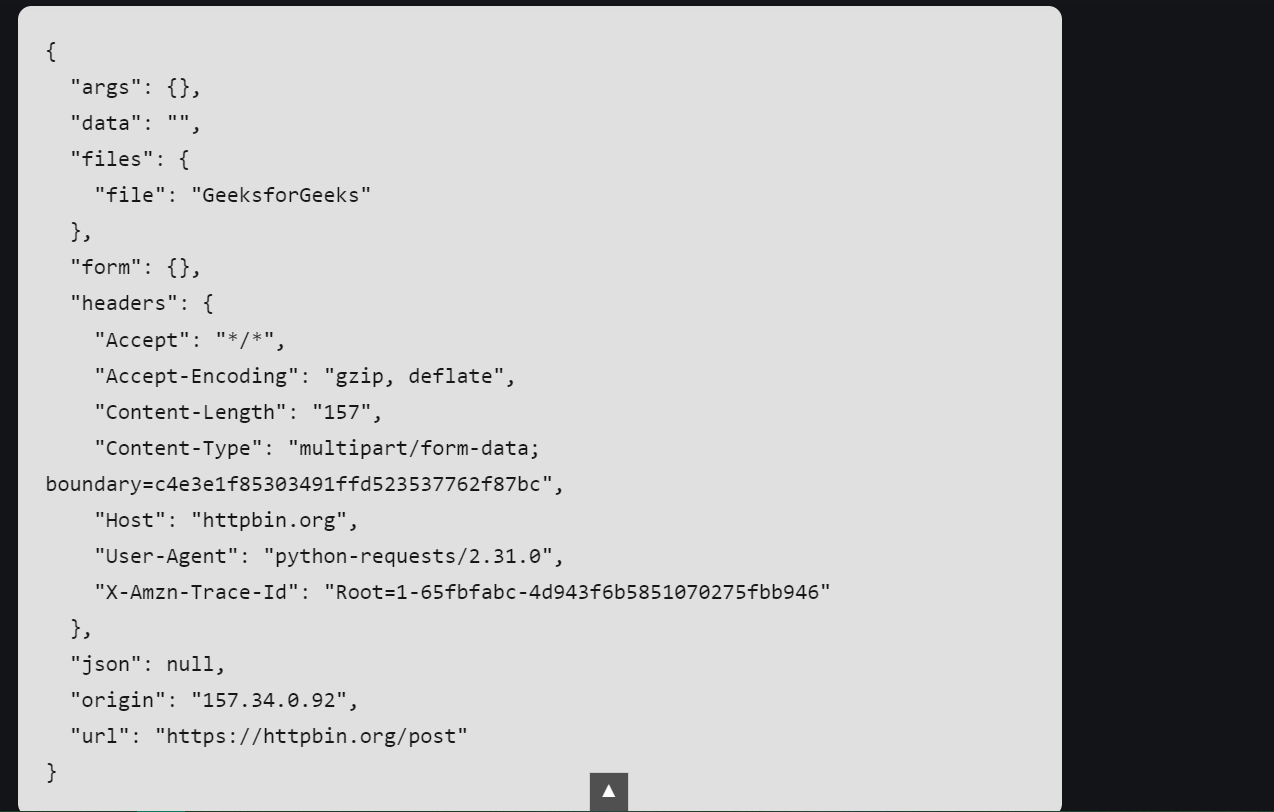 {
  "args": {},
  "data": "",
  "files": {
    "file": "GeeksforGeeks"
  },
  "form": {},
  "headers": {
    "Accept": "*/*",
    "Accept-Encoding": "gzip, deflate",
    "Content-Length": "157",
    "Content-Type": "multipart/form-data;
boundary=c4e3e1f85303491ffd523537762f87bc",
    "Host": "httpbin.org",
    "User-Agent": "python-requests/2.31.0",
    "X-Amzn-Trace-Id": "Root=1-65fbfabc-4d943f6b5851070275fbb946"
  },
  "json": null,
  "origin": "157.34.0.92",
  "url": "https://httpbin.org/post"
}